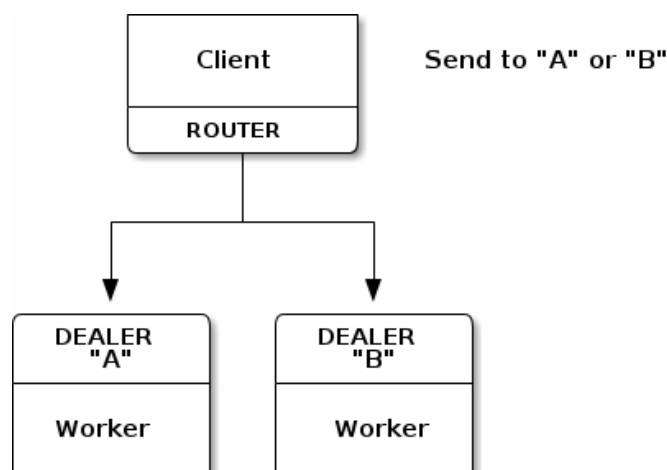 Client
Send to "A" or "B"
ROUTER
DEALER
"A"
DEALER
"B"
Worker
Worker